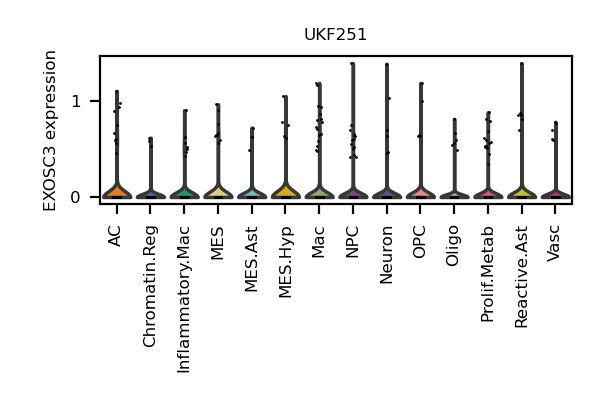 UKF251
EXOSC3 expression
1
0
AC
Chromatin.Reg
Inflammatory.Mac
MES
MES.Ast
MES.Hyp
Mac
NPC
Neuron
OPC
Oligo
Prolif.Metab
Reactive.Ast
Vasc